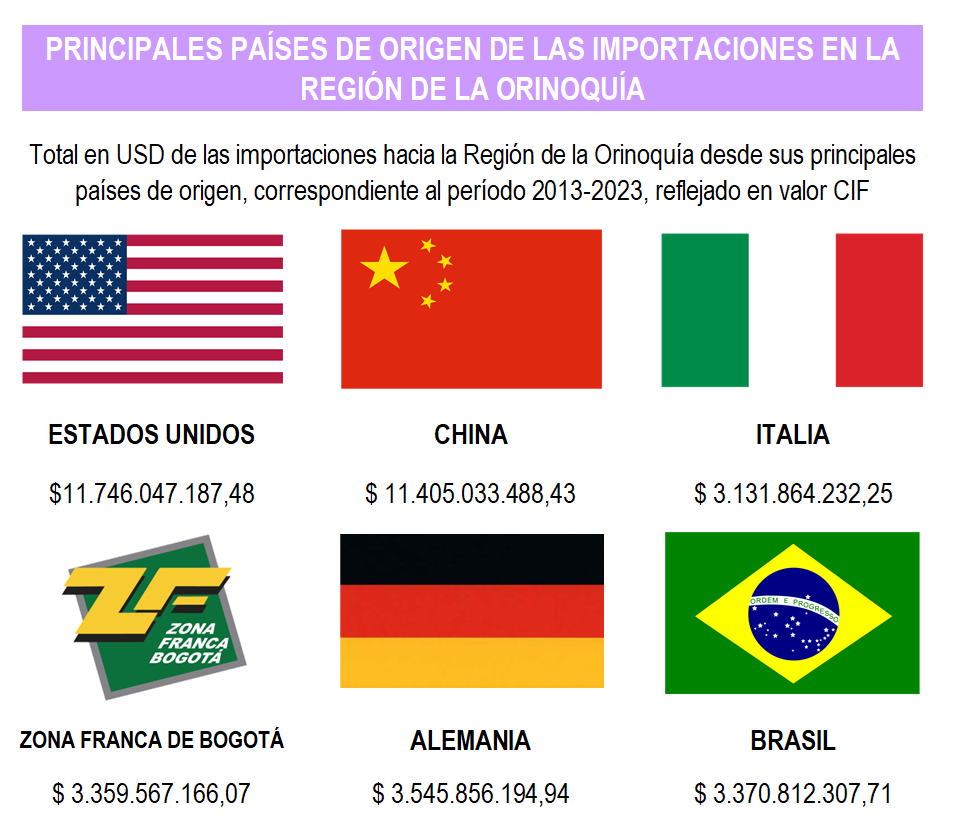 PRINCIPALES PAÍSES DE ORIGEN DE LAS IMPORTACIONES EN LA
REGIÓN DE LA ORINOQUÍA
Total en USD de las importaciones hacia la Región de la Orinoquía desde sus principales
países de origen, correspondiente al período 2013-2023, reflejado en valor CIF
ESTADOS UNIDOS
CHINA
ITALIA
$11.746.047.187,48
$ 11.405.033.488,43
$ 3.131.864.232,25
ZF
ZONA
FRANCA
BOGOTÁ
ORDEM E PROGRESSO
ZONA FRANCA DE BOGOTÁ
ALEMANIA
BRASIL
$ 3.359.567.166,07
$ 3.545.856.194,94
$ 3.370.812.307,71